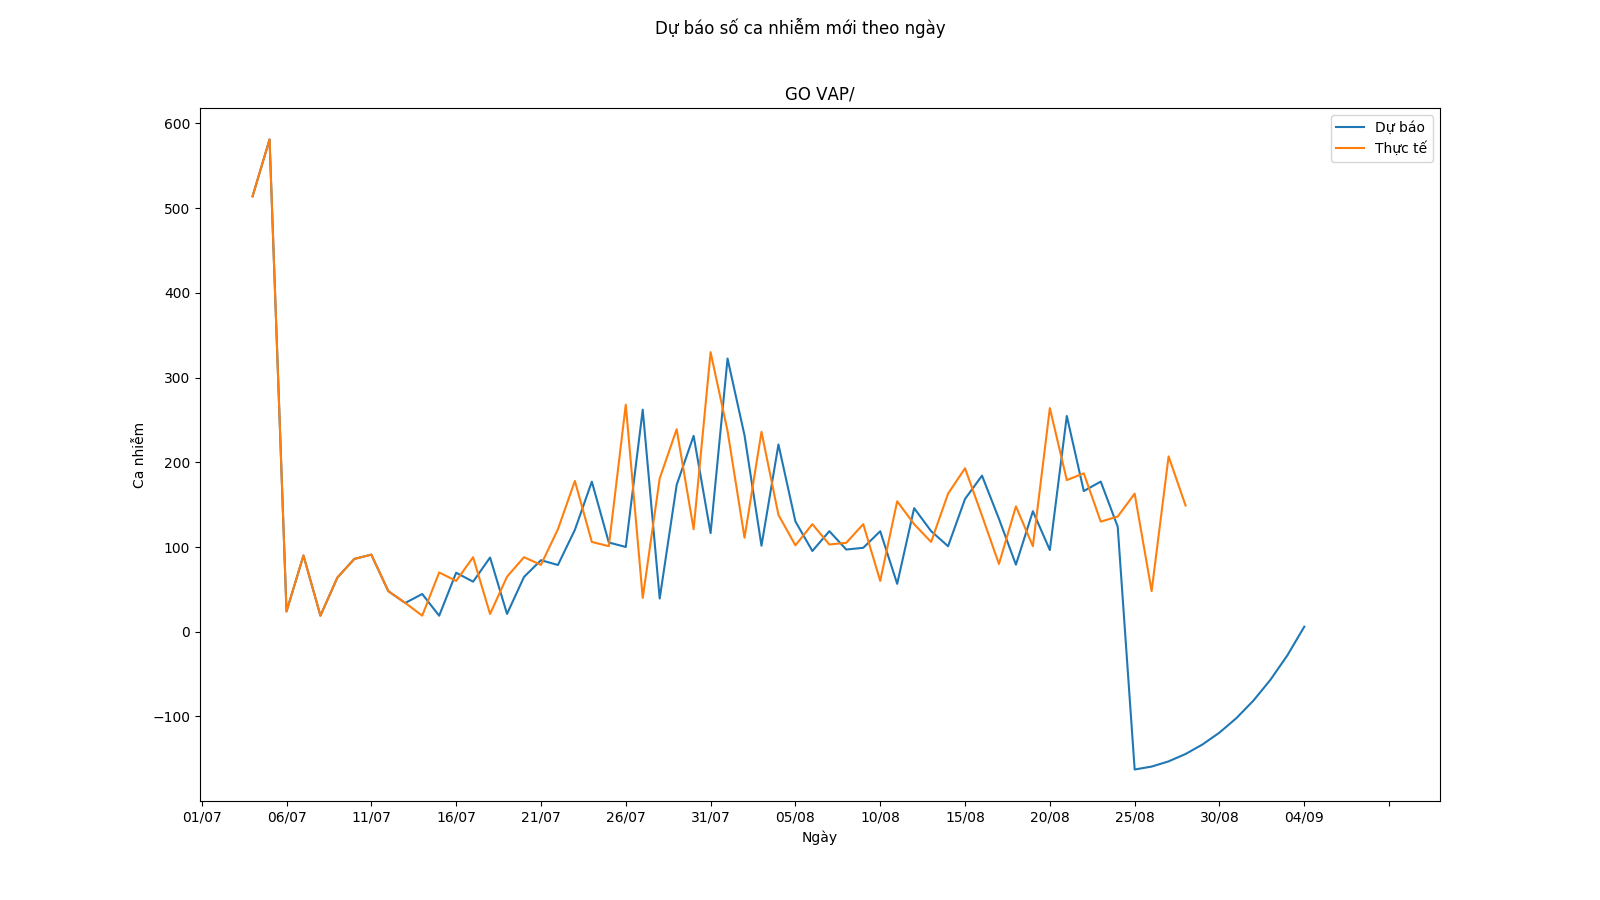 Dự báo số ca nhiễm mới theo ngày
GO VAP/
Dự báo
Thực tế
Ca nhiễm
600
500
400
300
200
100
0
−100
01/07 06/07 11/07 16/07 21/07 26/07 31/07 05/08 10/08 15/08 20/08 25/08 30/08 04/09
Ngày